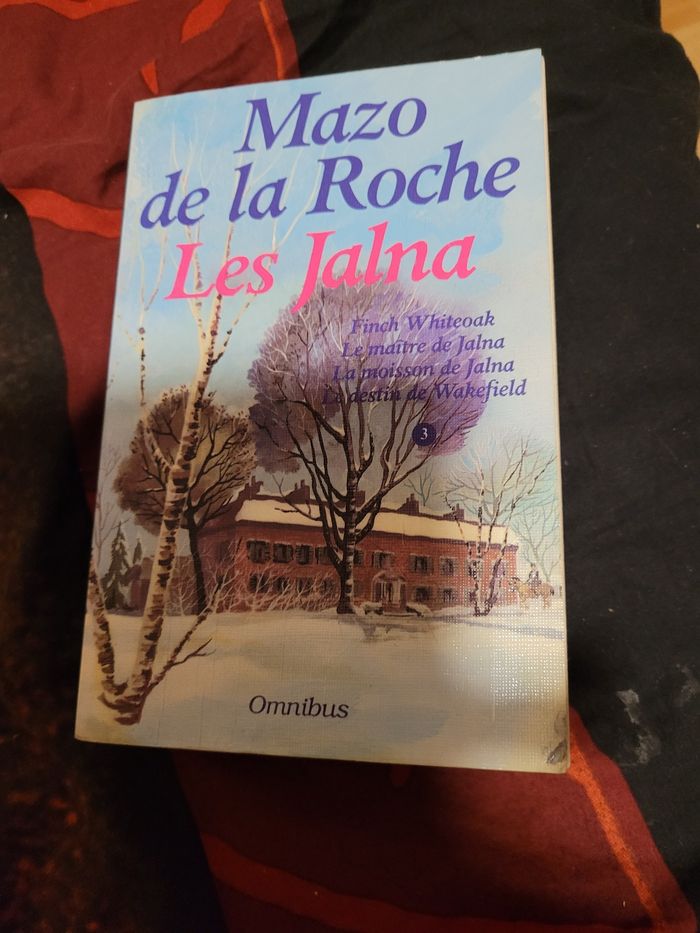 Mazo
de la Roche
Les Jalna
Finch Whiteoak
Le maître de Jalna
La moisson de Jalna
Le destin de Wakefield
3
Omnibus